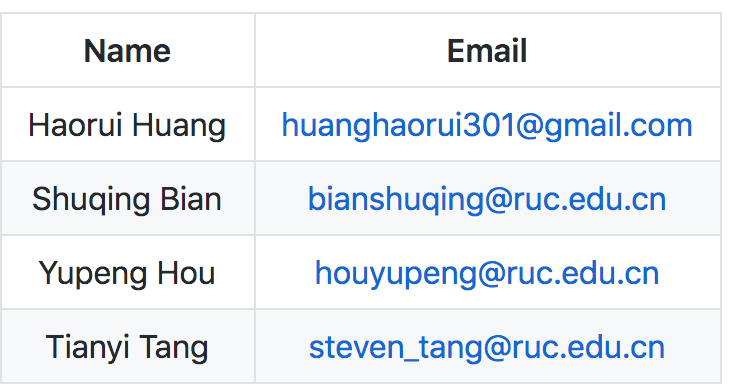 Name Email
Haorui Huang huanghaorui301@gmail.com
Shuqing Bian bianshuqing@ruc.edu.cn
Yupeng Hou houyupeng@ruc.edu.cn
Tianyi Tang steven_tang@ruc.edu.cn